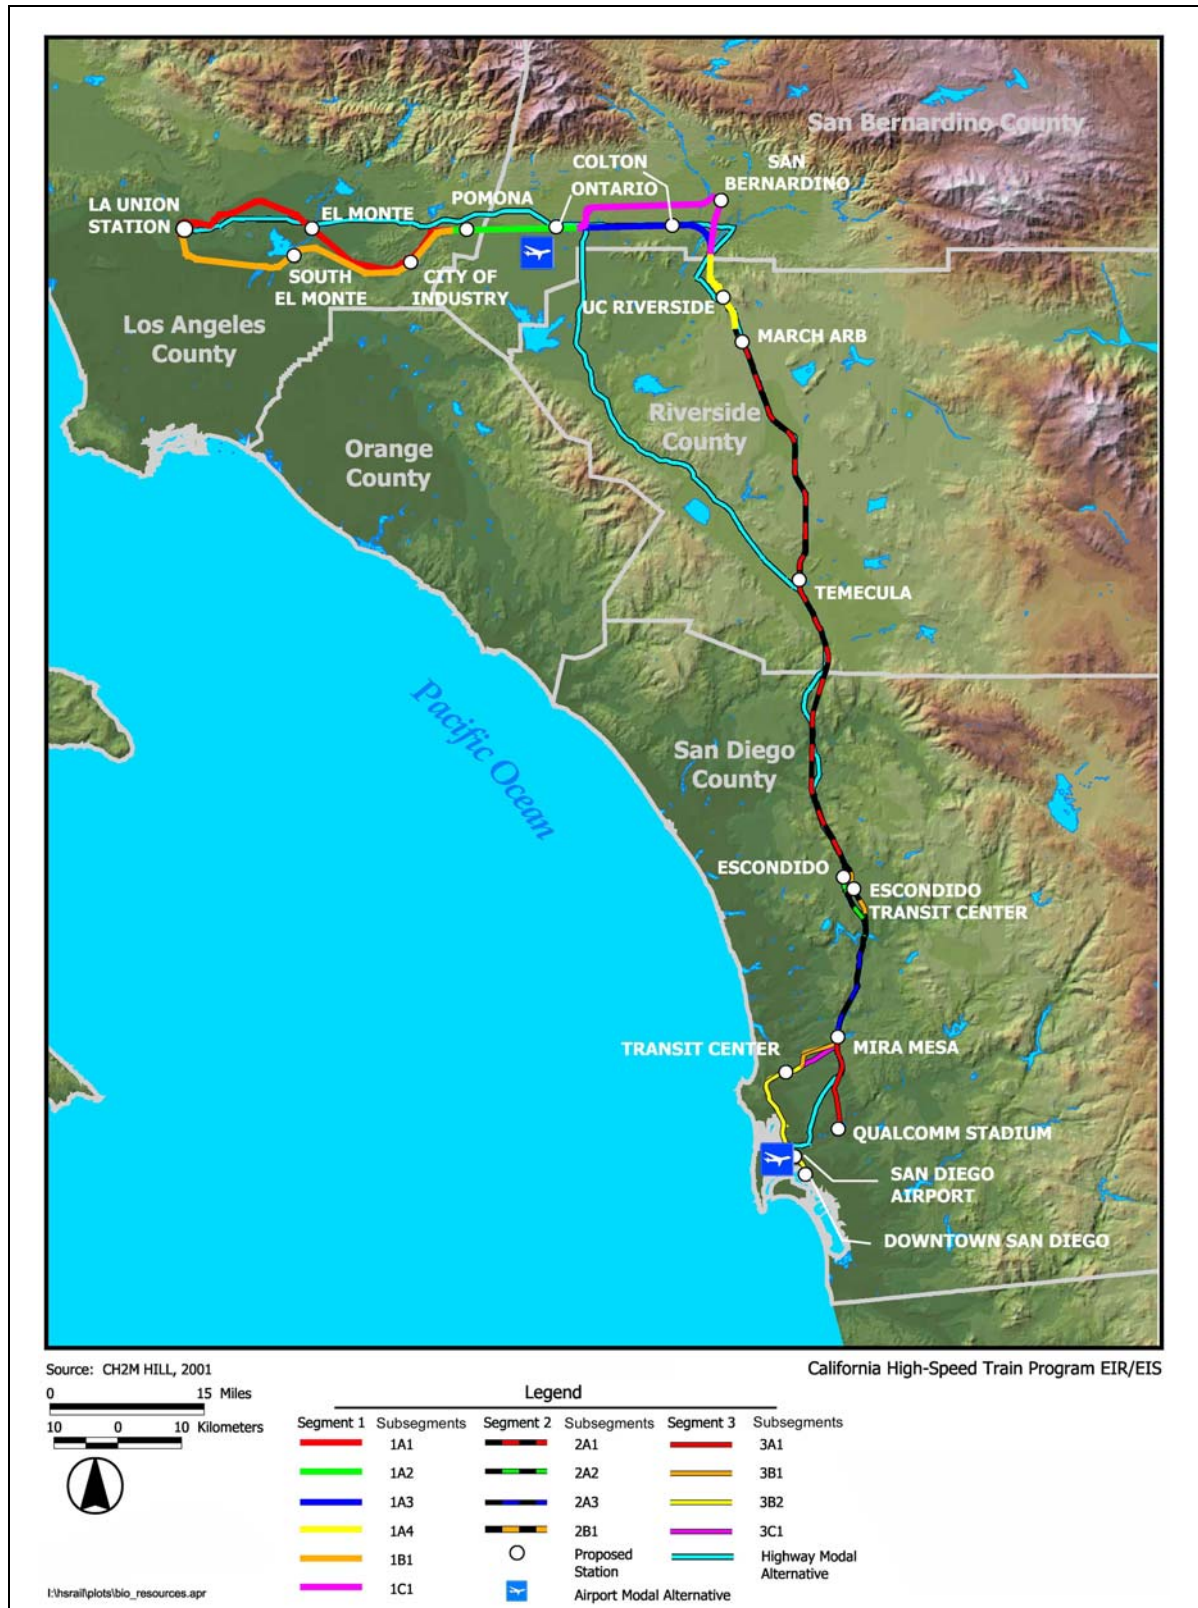 San Bernardino County
COLTON
ONTARIO
SAN
BERNARDINO
POMONA
LA UNION
STATION
EL MONTE
SOUTH
EL MONTE
CITY OF
INDUSTRY
UC RIVERSIDE
MARCH ARB
Los Angeles
County
Riverside
County
Orange
County
TEMECULA
Pacific Ocean
San Diego
County
ESCONDIDO
ESCONDIDO
TRANSIT CENTER
TRANSIT CENTER
MIRA MESA
QUALCOMM STADIUM
SAN DIEGO
AIRPORT
DOWNTOWN SAN DIEGO
Source: CH2M HILL, 2001
California High-Speed Train Program EIR/EIS
0 15 Miles
10 0 10 Kilometers
Legend
Segment 1 Subsegments Segment 2 Subsegments Segment 3 Subsegments
1A1 2A1 3A1
1A2 2A2 3B1
1A3 2A3 3B2
1A4 2B1 3C1
1B1 Proposed Station Highway Modal Alternative
1C1 Airport Modal Alternative
I:\hsrail\plots\bio_resources.apr